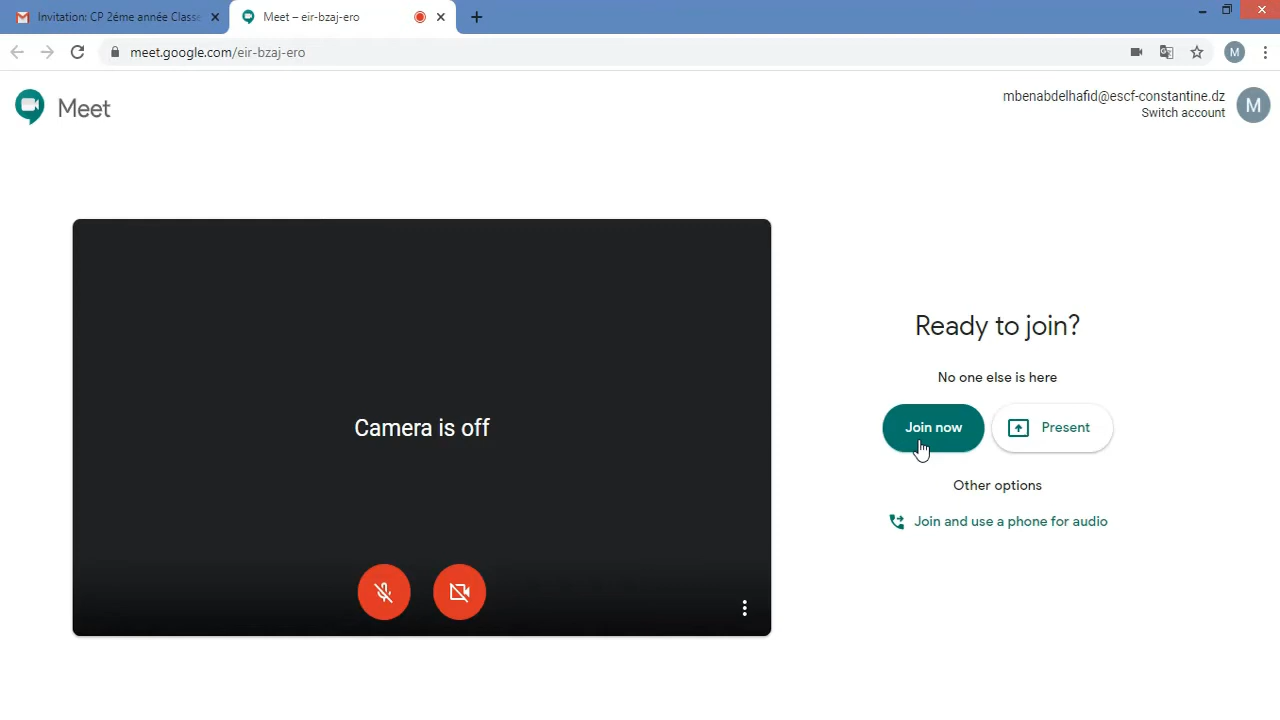 Invitation: CP 2éme année Classe
Meet – eir-bzaj-ero
meet.google.com/eir-bzaj-ero
M
Meet
mbenabdelhafid@escf-constantine.dz
Switch account
M
Camera is off
Ready to join?
No one else is here
Join now
Present
Other options
Join and use a phone for audio